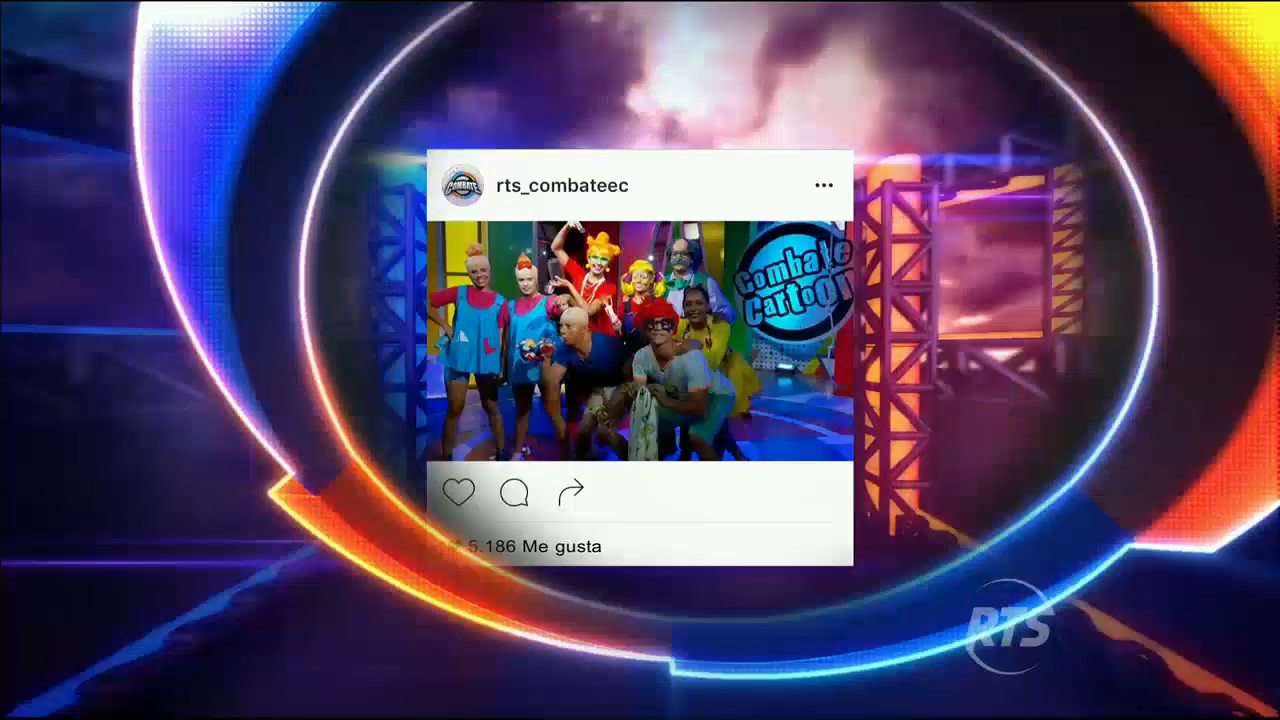 COMBATE
rts_combateec
Combate
Cartoon
5.186 Me gusta
RTS